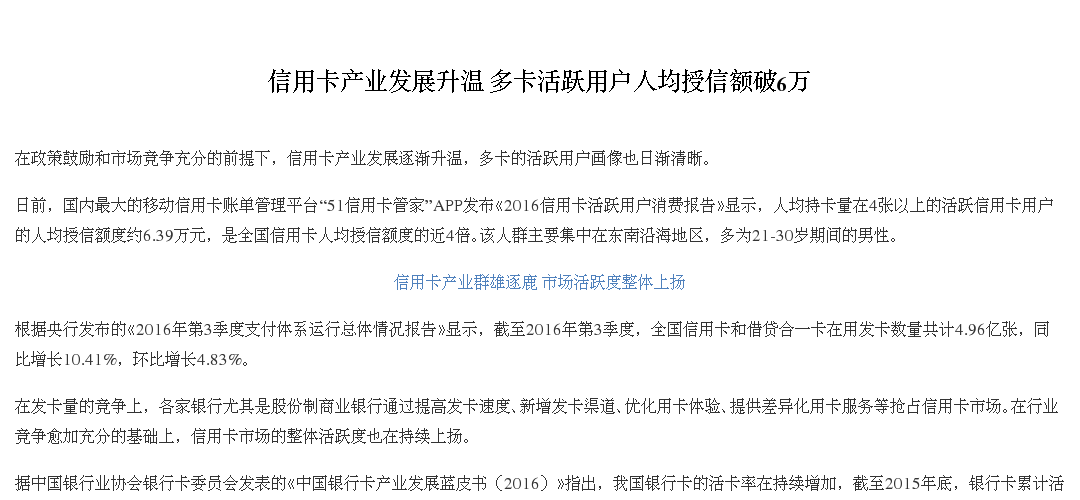 信用卡产业发展升温 多卡活跃用户人均授信额破6万
在政策鼓励和市场竞争充分的前提下，信用卡产业发展逐渐升温，多卡的活跃用户画像也日渐清晰。
日前，国内最大的移动信用卡账单管理平台“51信用卡管家”APP发布《2016信用卡活跃用户消费报告》显示，人均持卡量在4张以上的活跃信用卡用户
的人均授信额度约6.39万元，是全国信用卡人均授信额度的近4倍。该人群主要集中在东南沿海地区，多为21-30岁期间的男性。
信用卡产业群雄逐鹿 市场活跃度整体上扬
根据央行发布的《2016年第3季度支付体系运行总体情况报告》显示，截至2016年第3季度，全国信用卡和借贷合一卡在用发卡数量共计4.96亿张，同
比增长10.41%，环比增长4.83%。
在发卡量的竞争上，各家银行尤其是股份制商业银行通过提高发卡速度、新增发卡渠道、优化用卡体验、提供差异化用卡服务等抢占信用卡市场。在行业
竞争愈加充分的基础上，信用卡市场的整体活跃度也在持续上扬。
据中国银行业协会银行卡委员会发表的《中国银行卡产业发展蓝皮书（2016）》指出，我国银行卡的活卡率在持续增加，截至2015年底，银行卡累计活